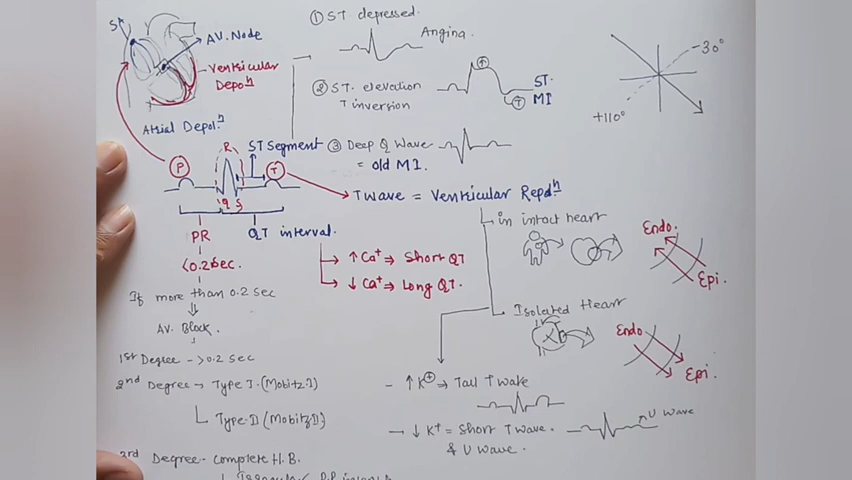 S
AV. Node
Ventricular
Depoln
Atrial Depoln.
① ST depressed
Angina
② ST. elevation
T inversion
↑
T
ST.
MI
③ Deep Q Wave
= old MI.
-30°
+110°
P
R
ST Segment
T
q s
T wave = Ventricular Repoln.
PR
QT interval.
<0.2 sec.
If more than 0.2 sec
⇓
AV. Block.
↑ Ca+ ⇒ Short QT
↓ Ca+ ⇒ Long QT.
in intact heart
Endo.
Epi.
Isolated Heart
Endo
Epi.
1st Degree → >0.2 sec
2nd Degree → Type I. (Mobitz I)
Type-II (Mobitz II)
3rd Degree - complete H.B.
- ↑ K+ ⇒ Tall T wave
→ ↓ K+ = Short T wave.
& U wave.
U wave